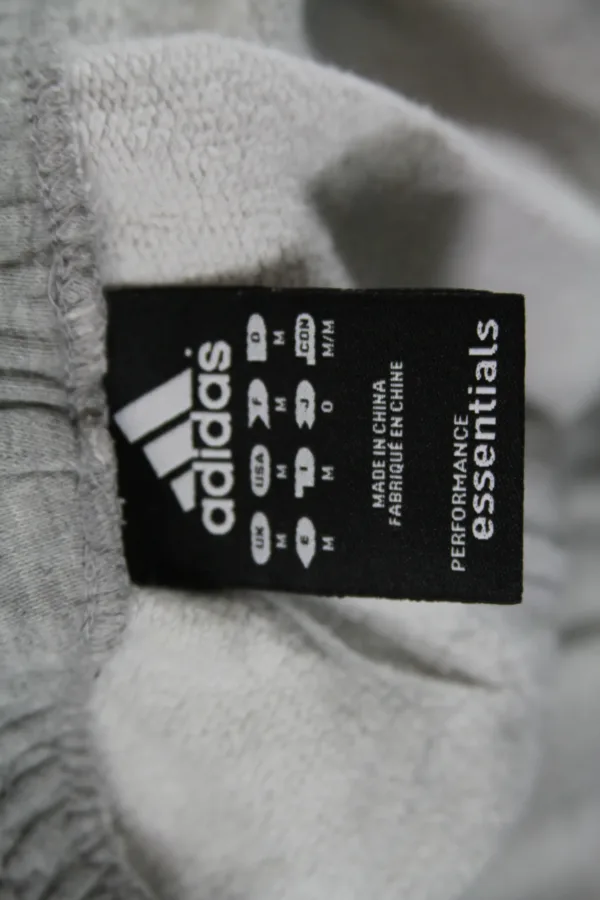 adidas
UK USA F D
M M M M
E I J CON
M M O M/M
MADE IN CHINA
FABRIQUÉ EN CHINE
PERFORMANCE
essentials